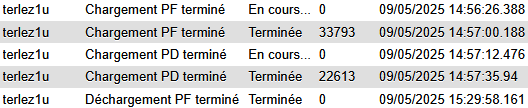 terlez1u Chargement PF terminé En cours... 0 09/05/2025 14:56:26.388
terlez1u Chargement PF terminé Terminée 33793 09/05/2025 14:57:00.188
terlez1u Chargement PD terminé En cours... 0 09/05/2025 14:57:12.476
terlez1u Chargement PD terminé Terminée 22613 09/05/2025 14:57:35.94
terlez1u Déchargement PF terminé Terminée 0 09/05/2025 15:29:58.161